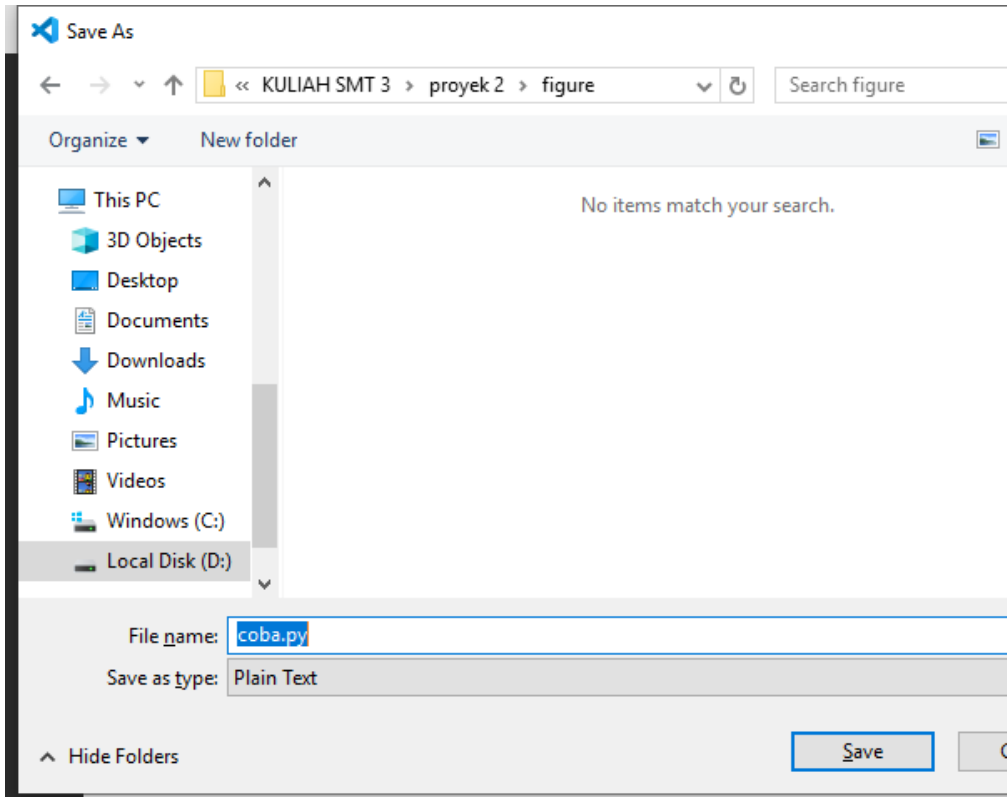 Save As
« KULIAH SMT 3 › proyek 2 › figure
Search figure
Organize
New folder
This PC
No items match your search.
3D Objects
Desktop
Documents
Downloads
Music
Pictures
Videos
Windows (C:)
Local Disk (D:)
File name: coba.py
Save as type: Plain Text
Hide Folders
Save